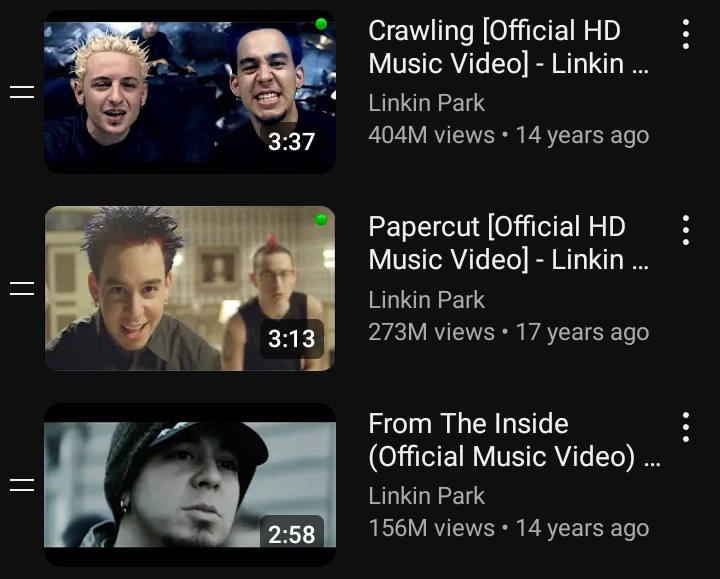 Crawling [Official HD
Music Video] - Linkin ...
Linkin Park
404M views • 14 years ago
3:37
Papercut [Official HD
Music Video] - Linkin ...
Linkin Park
273M views • 17 years ago
3:13
From The Inside
(Official Music Video) ...
Linkin Park
156M views • 14 years ago
2:58